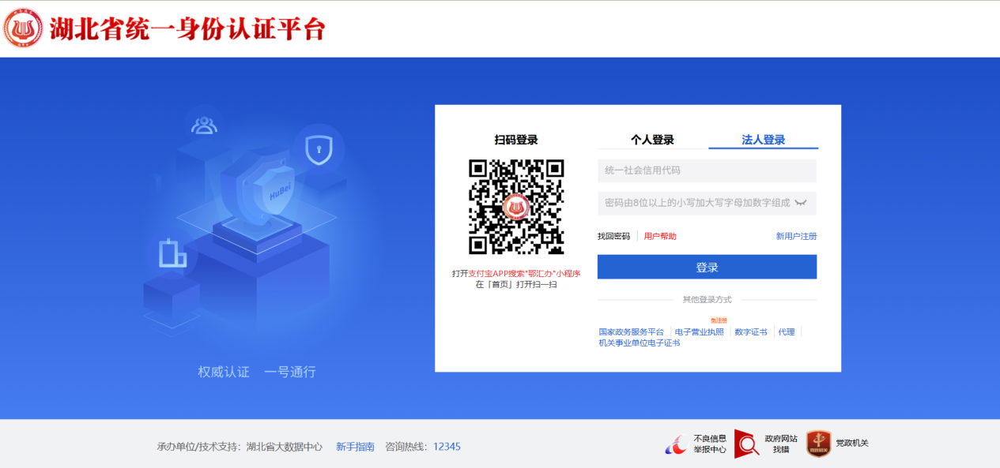 湖北省统一身份认证平台
HuBei
权威认证 一号通行
扫码登录
打开支付宝APP搜索"鄂汇办"小程序
在「首页」打开扫一扫
个人登录 法人登录
统一社会信用代码
密码由8位以上的小写加大写字母加数字组成
找回密码 用户帮助 新用户注册
登录
其他登录方式
免注册
国家政务服务平台 电子营业执照 数字证书 代理
机关事业单位电子证书
承办单位/技术支持：湖北省大数据中心 新手指南 咨询热线：12345
不良信息
举报中心
政府网站
找错
党政机关
党政机关